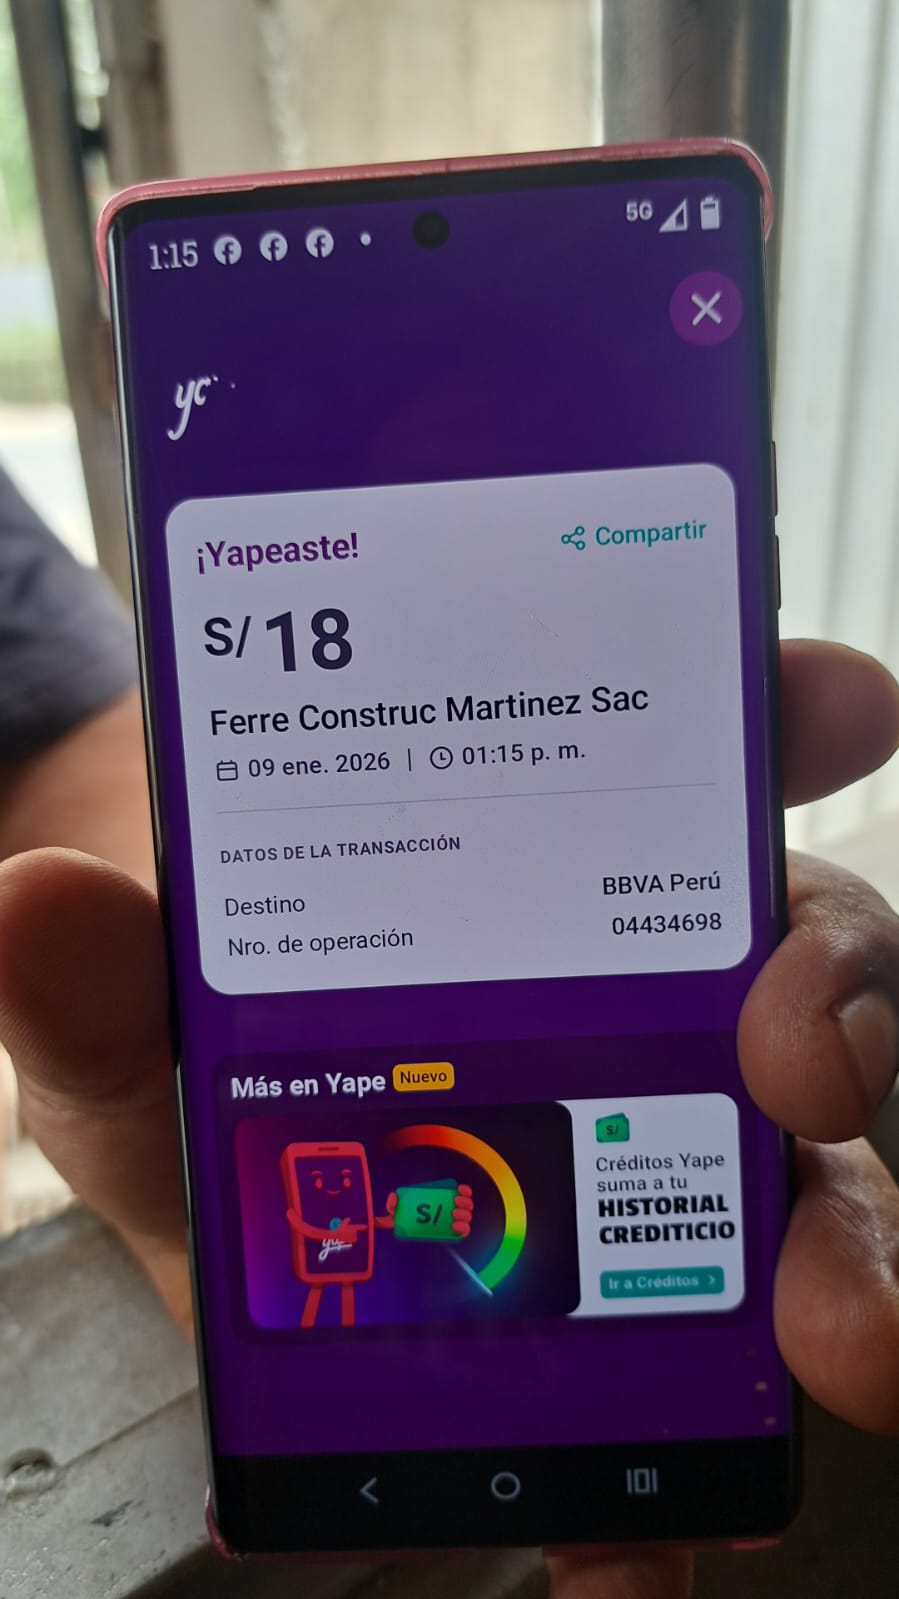 1:15
5G
¡Yapeaste!
Compartir
S/ 18
Ferre Construc Martinez Sac
09 ene. 2026 | 01:15 p. m.
DATOS DE LA TRANSACCIÓN
Destino BBVA Perú
Nro. de operación 04434698
Más en Yape Nuevo
S/
S/
Créditos Yape
suma a tu
HISTORIAL
CREDITICIO
Ir a Créditos >